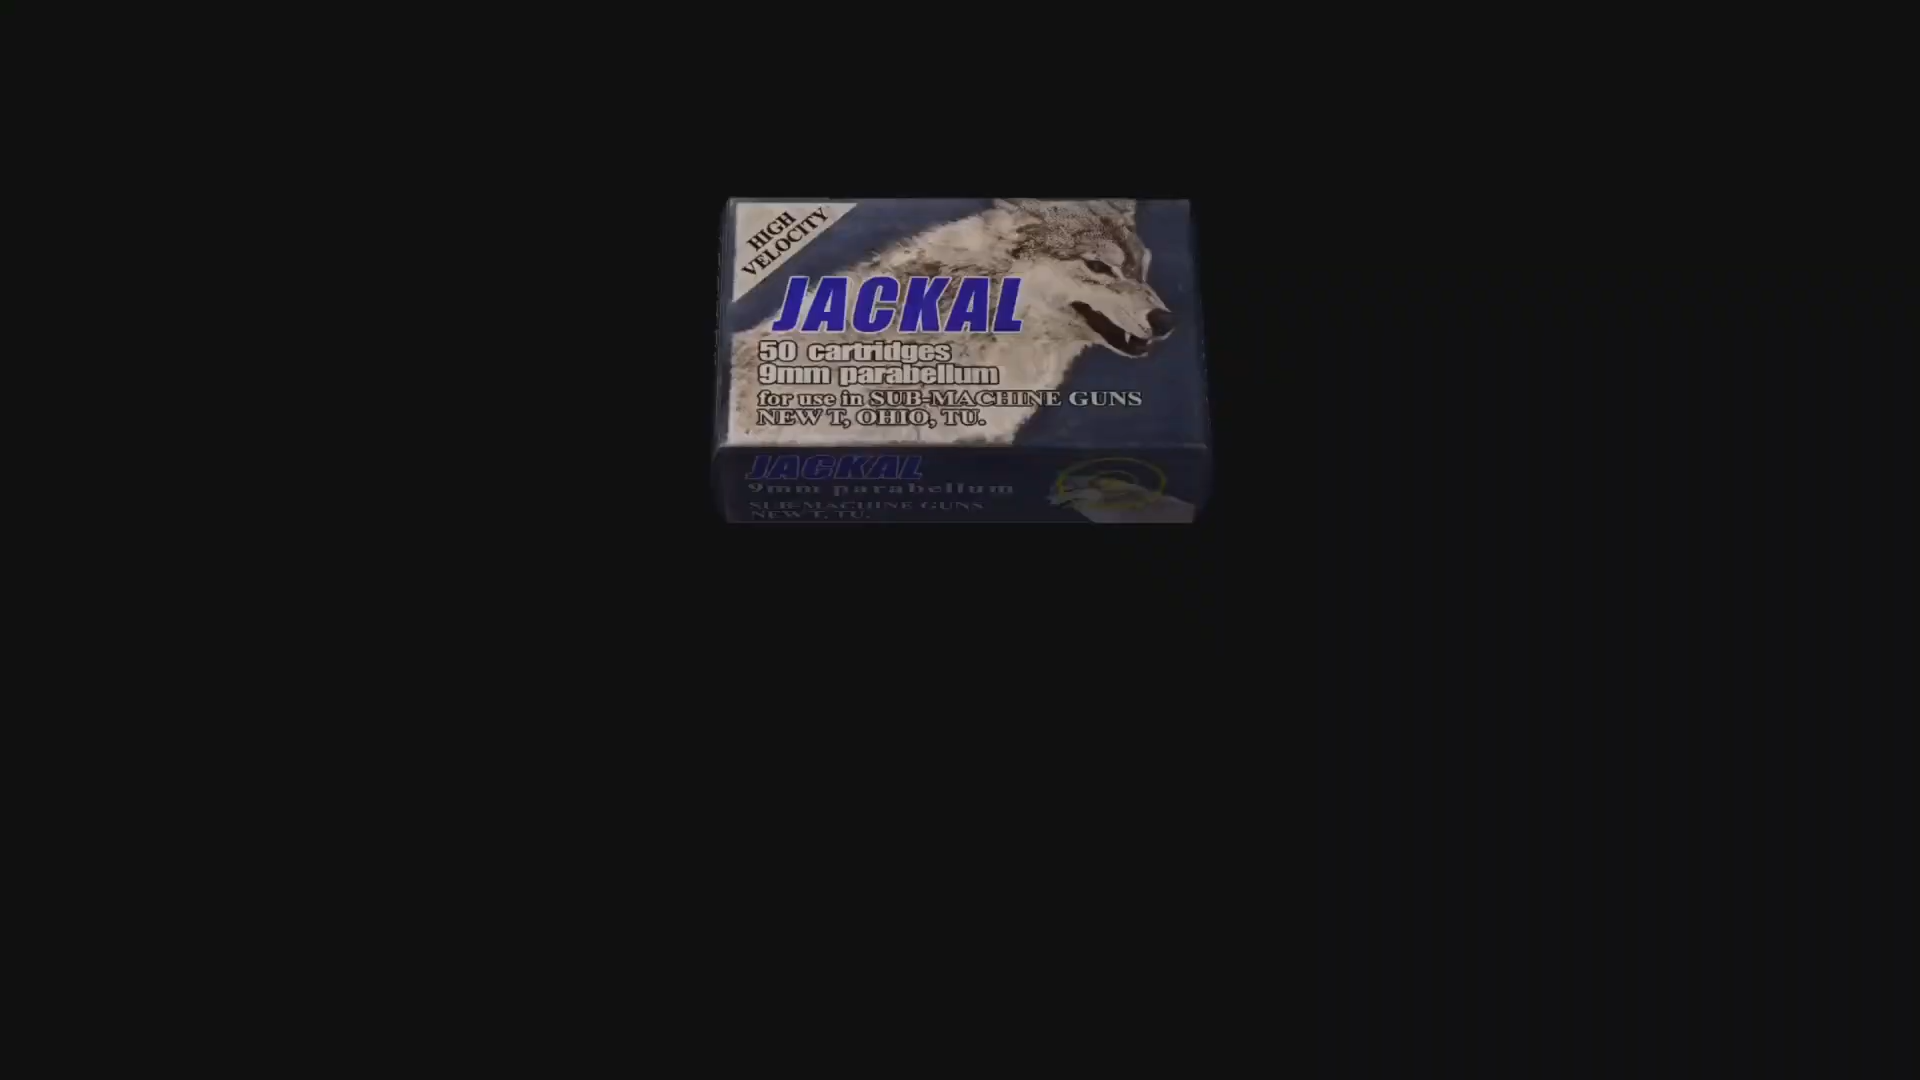 HIGH
VELOCITY
JACKAL
50 cartridges
9mm parabellum
for use in SUB-MACHINE GUNS
NEW T, OHIO, TU.
JACKAL
9mm parabellum
SUB-MACHINE GUNS
NEW T, TU.